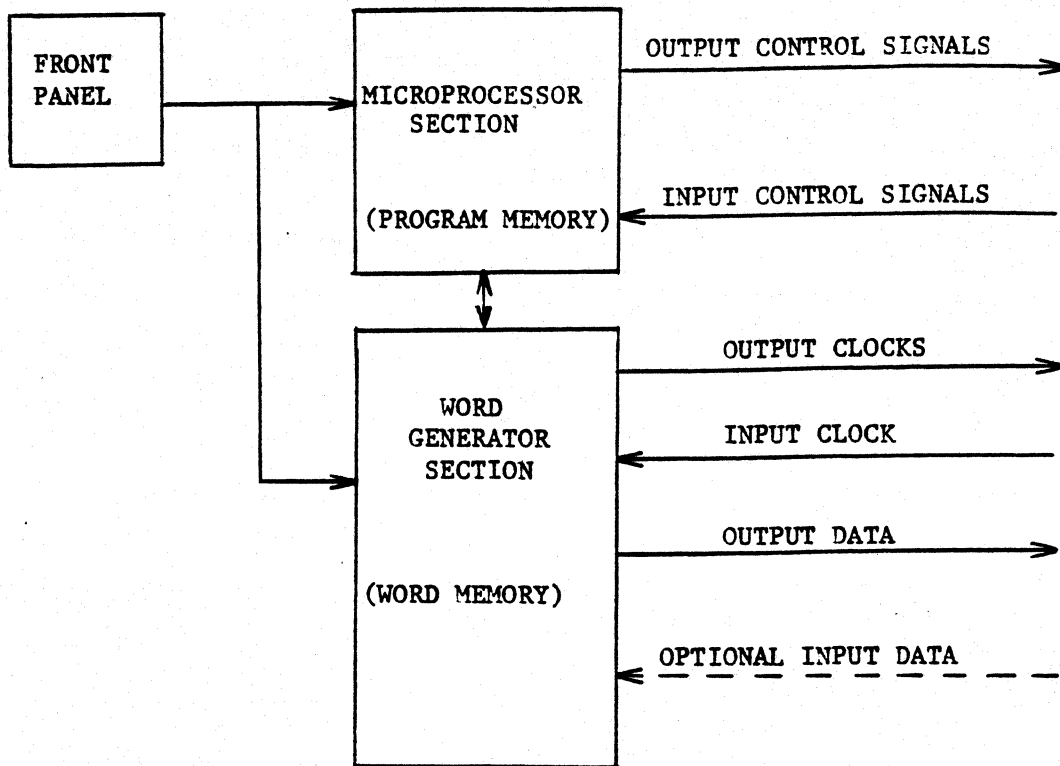 FRONT
PANEL
MICROPROCESSOR
SECTION
(PROGRAM MEMORY)
OUTPUT CONTROL SIGNALS
INPUT CONTROL SIGNALS
WORD
GENERATOR
SECTION
(WORD MEMORY)
OUTPUT CLOCKS
INPUT CLOCK
OUTPUT DATA
OPTIONAL INPUT DATA